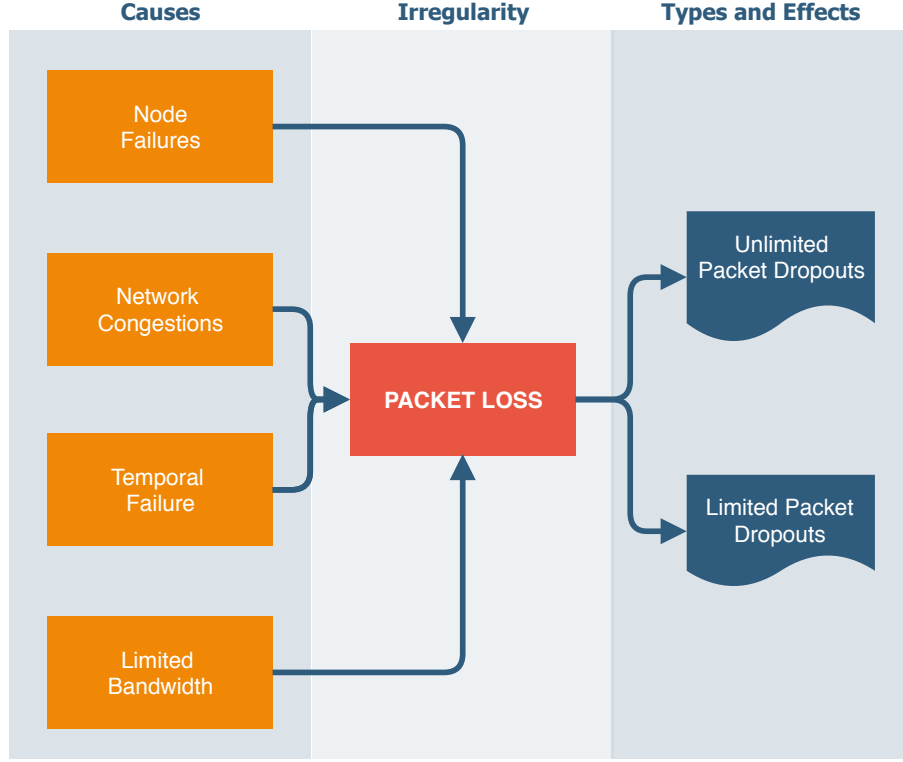 Causes
Irregularity
Types and Effects
Node
Failures
Network
Congestions
Temporal
Failure
Limited
Bandwidth
PACKET LOSS
Unlimited
Packet Dropouts
Limited Packet
Dropouts